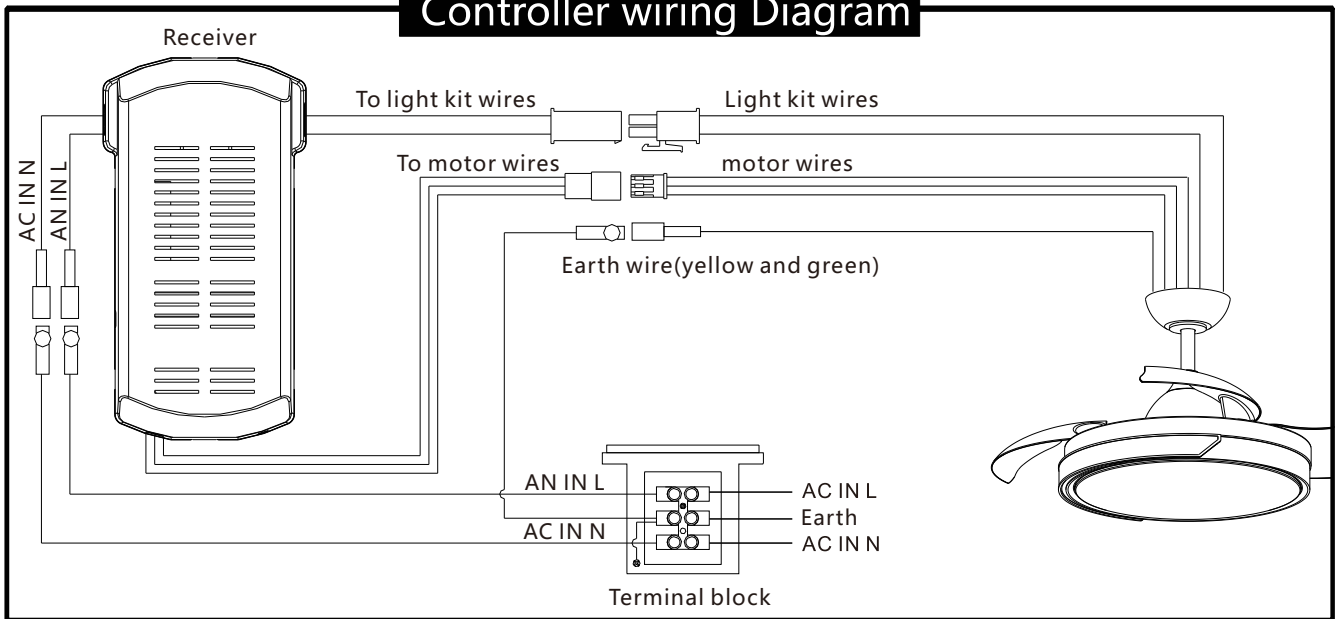 Controller wiring Diagram
Receiver
To light kit wires
Light kit wires
To motor wires
motor wires
AC IN N
AN IN L
Earth wire(yellow and green)
AN IN L
AC IN L
Earth
AC IN N
AC IN N
Terminal block